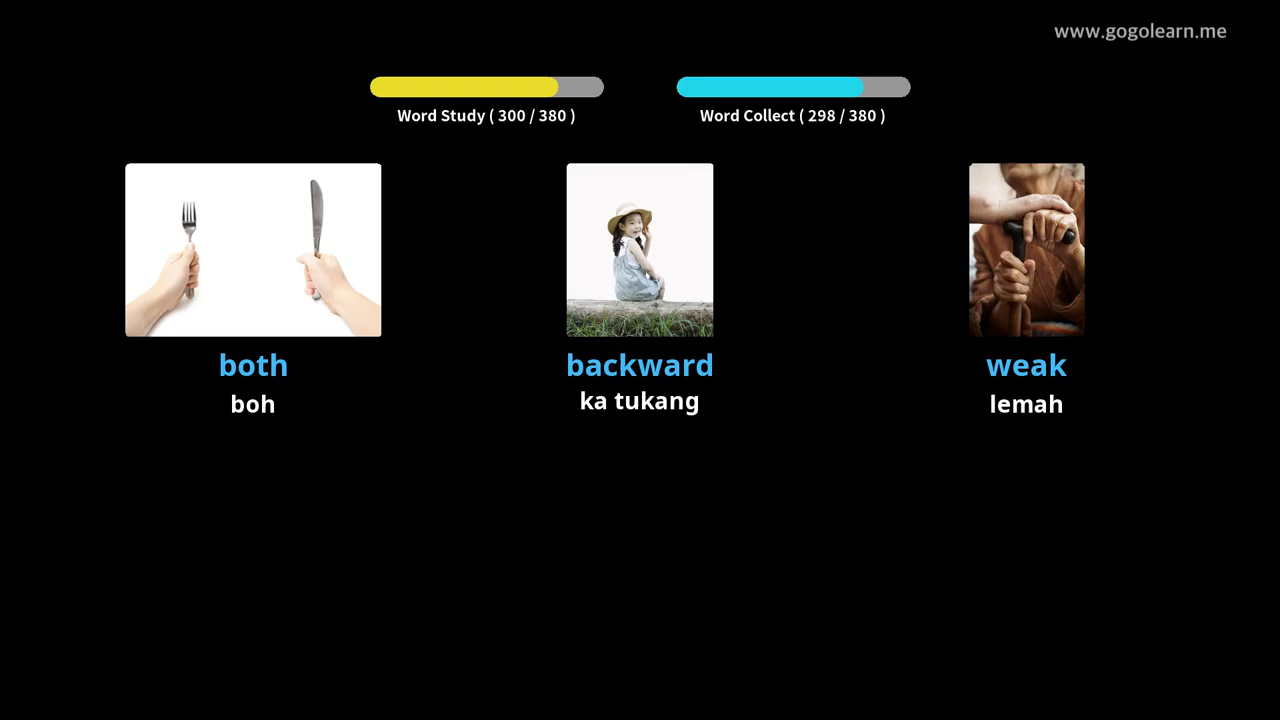 www.gogolearn.me
Word Study ( 300 / 380 )
Word Collect ( 298 / 380 )
both
boh
backward
ka tukang
weak
lemah